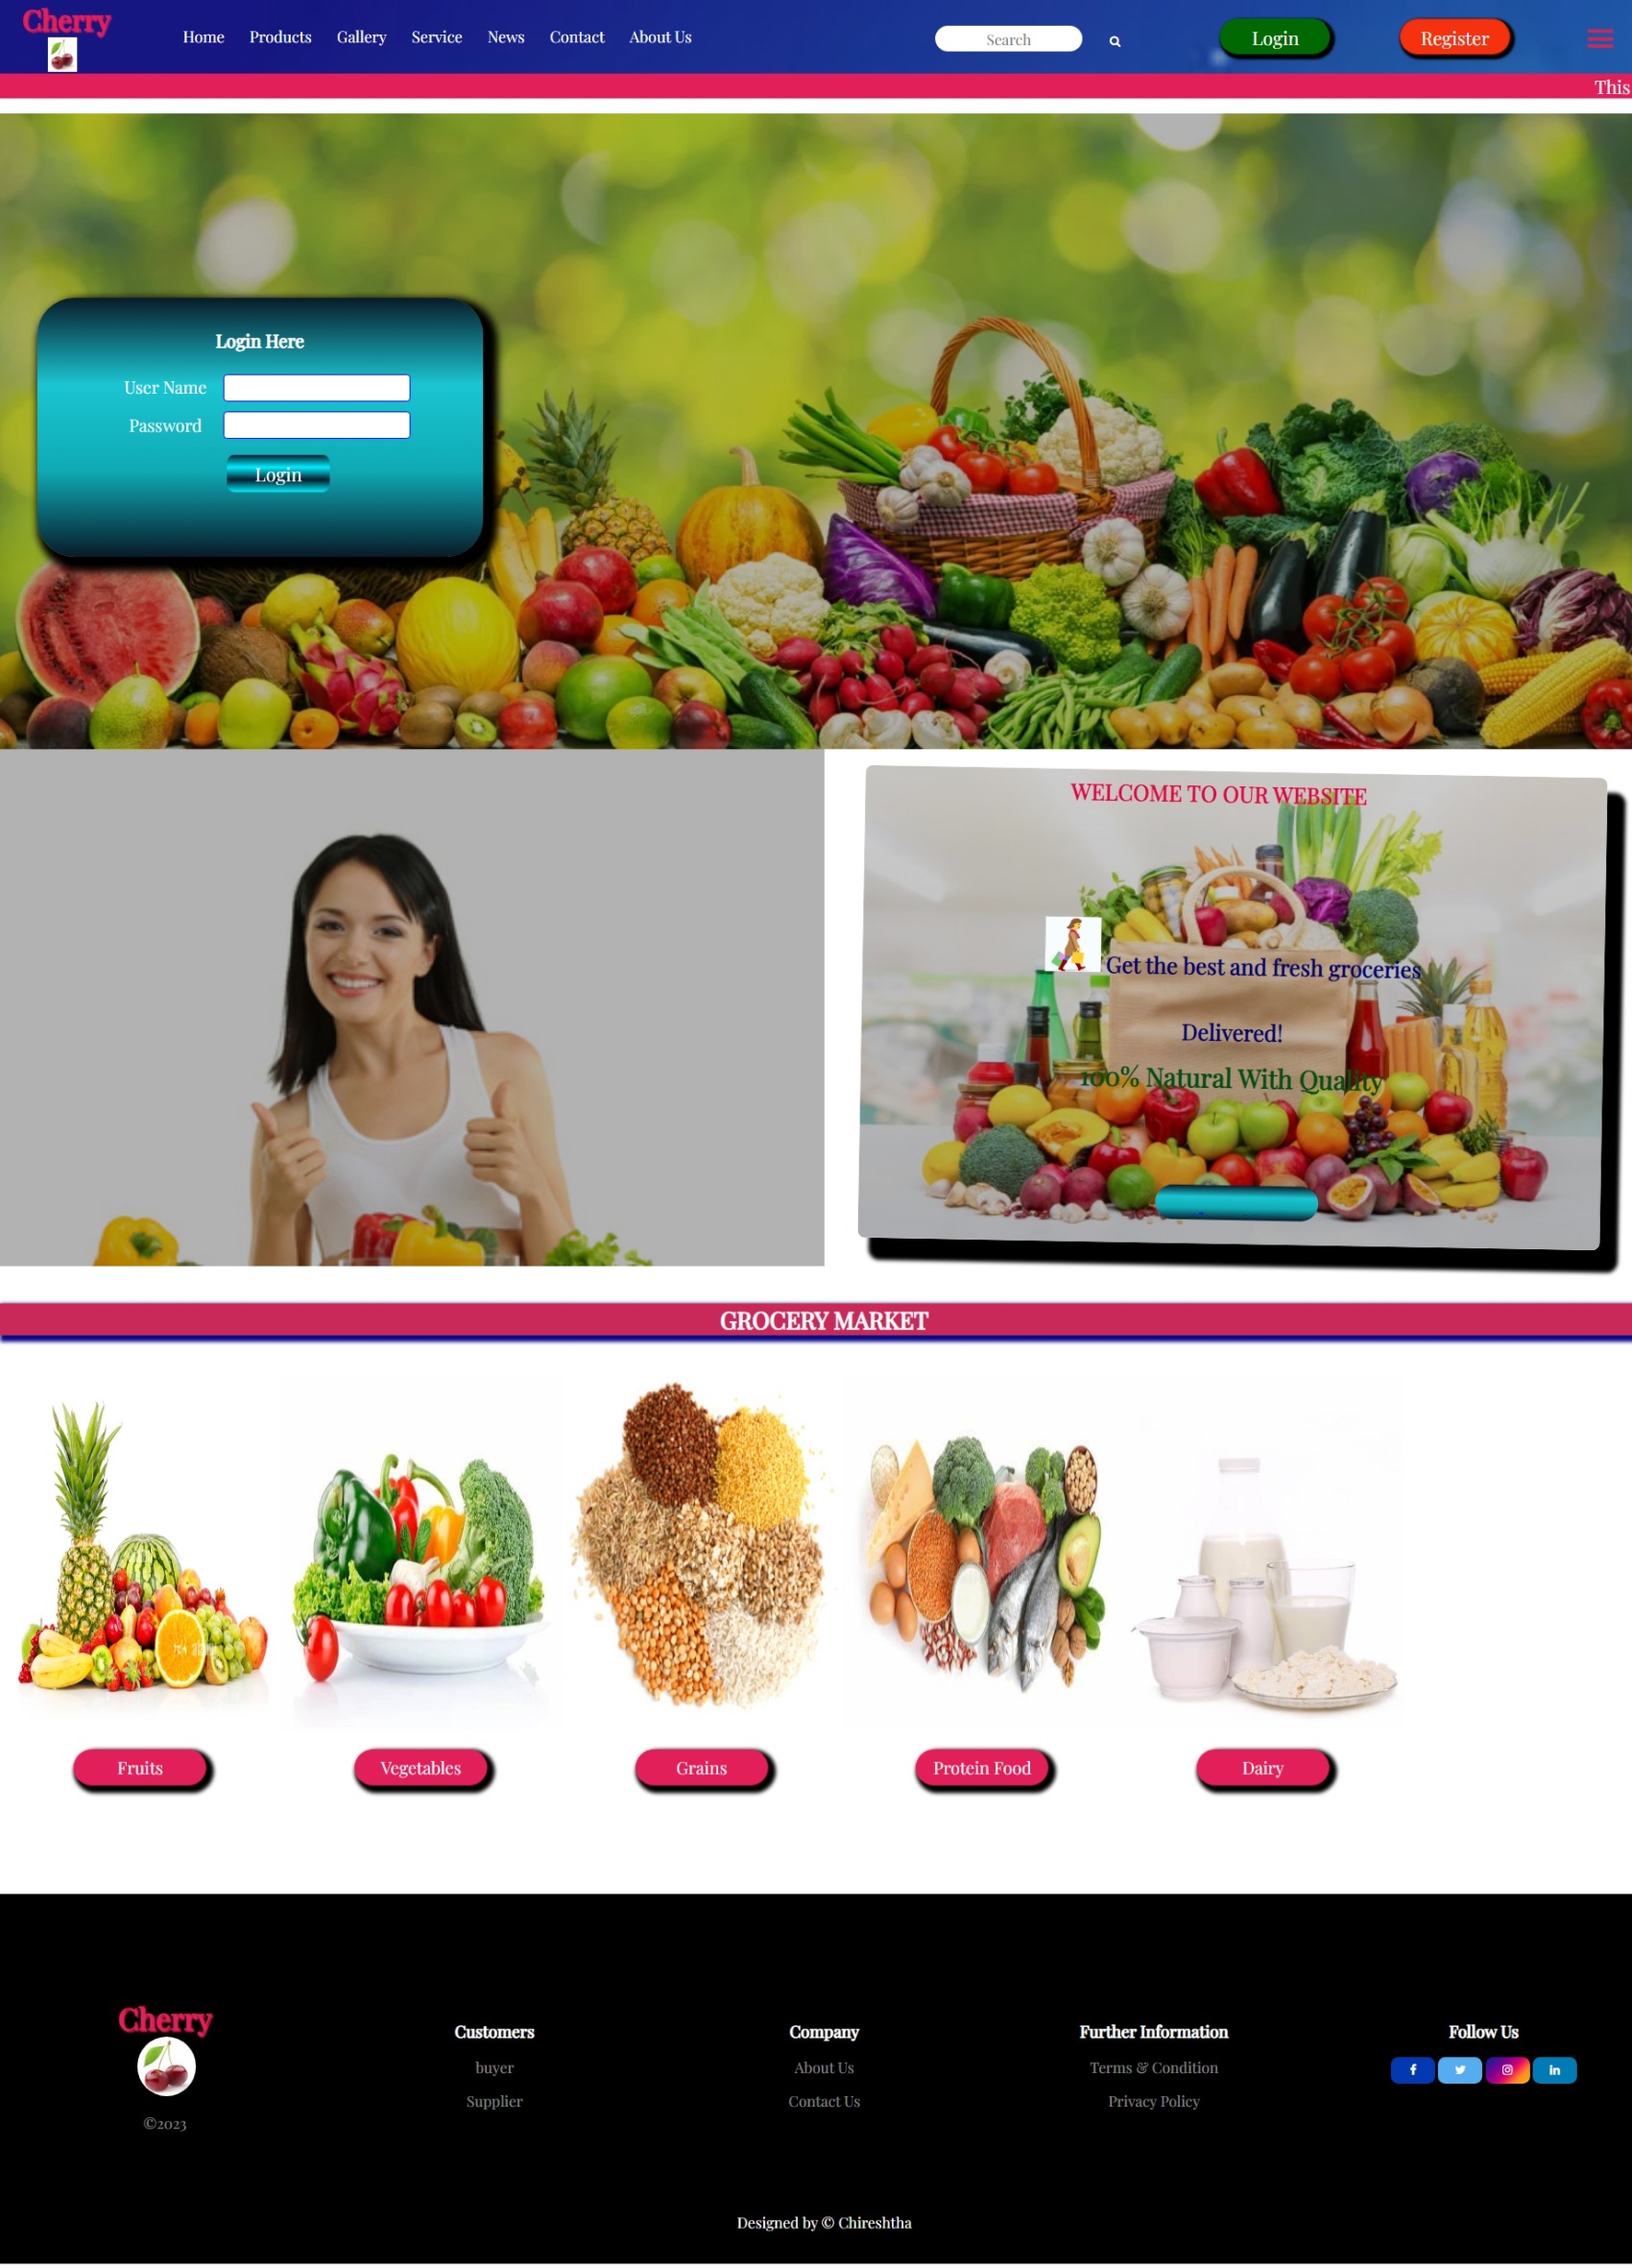 Cherry
Home Products Gallery Service News Contact About Us
Search
Login
Register
This
Login Here
User Name
Password
Login
WELCOME TO OUR WEBSITE
Get the best and fresh groceries
Delivered!
100% Natural With Quality
GROCERY MARKET
Fruits
Vegetables
Grains
Protein Food
Dairy
Cherry
©2023
Customers
buyer
Supplier
Company
About Us
Contact Us
Further Information
Terms & Condition
Privacy Policy
Follow Us
f
in
Designed by © Chireshtha